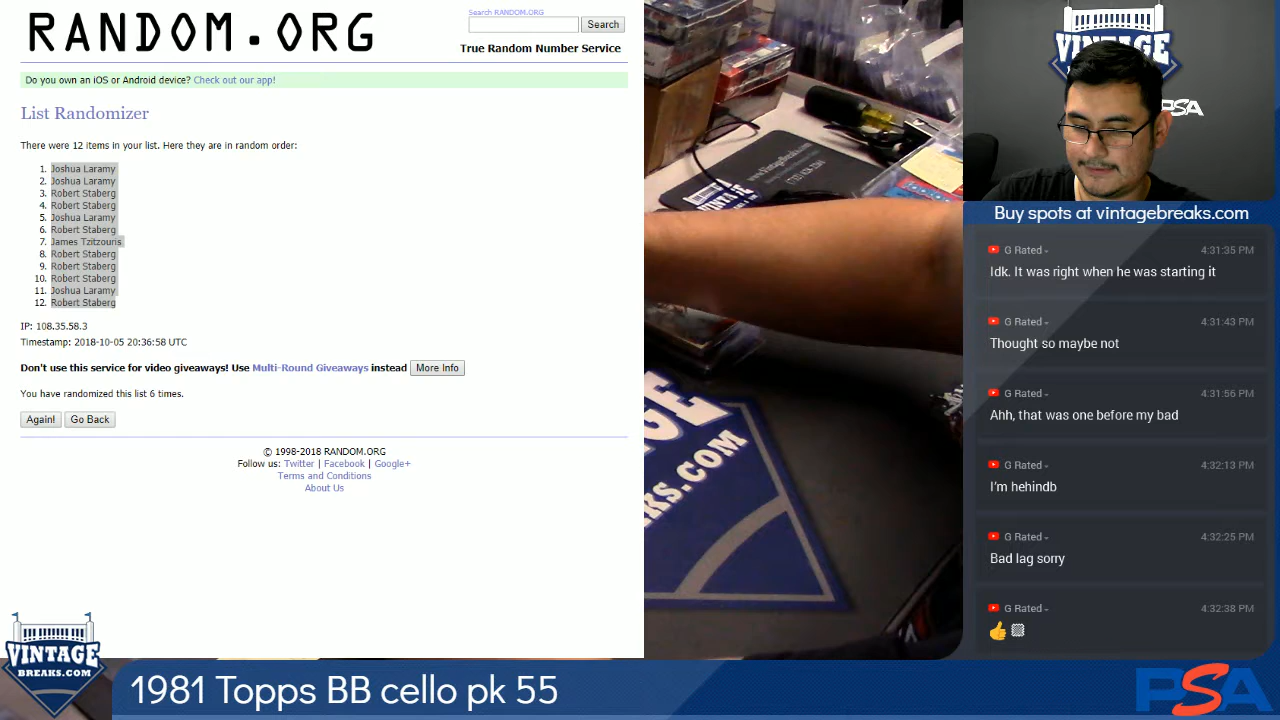 RANDOM.ORG
Search RANDOM.ORG
Search
True Random Number Service
Do you own an iOS or Android device? Check out our app!
List Randomizer
There were 12 items in your list. Here they are in random order:
1. Joshua Laramy
2. Joshua Laramy
3. Robert Staberg
4. Robert Staberg
5. Joshua Laramy
6. Robert Staberg
7. James Tzitzouris
8. Robert Staberg
9. Robert Staberg
10. Robert Staberg
11. Joshua Laramy
12. Robert Staberg
IP: 108.35.58.3
Timestamp: 2018-10-05 20:36:58 UTC
Don't use this service for video giveaways! Use Multi-Round Giveaways instead More Info
You have randomized this list 6 times.
Again! Go Back
© 1998-2018 RANDOM.ORG
Follow us: Twitter | Facebook | Google+
Terms and Conditions
About Us
VINTAGE
BREAKS.COM
1981 Topps BB cello pk 55
VINTAGE
PSA
Buy spots at vintagebreaks.com
G Rated 4:31:35 PM
Idk. It was right when he was starting it
G Rated 4:31:43 PM
Thought so maybe not
G Rated 4:31:56 PM
Ahh, that was one before my bad
G Rated 4:32:13 PM
I'm hehindb
G Rated 4:32:25 PM
Bad lag sorry
G Rated 4:32:38 PM
👍
PSA